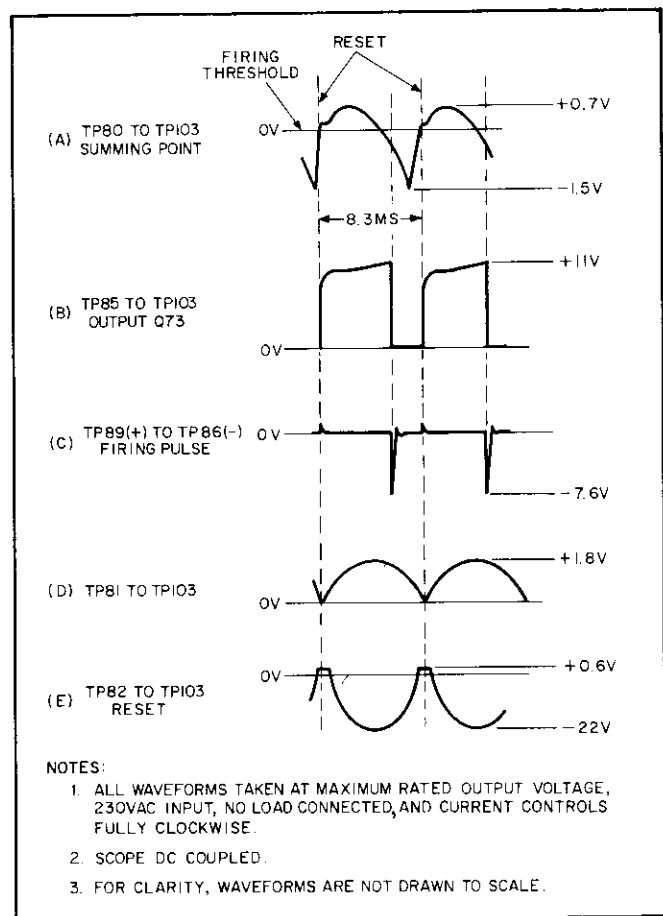 RESET
FIRING
THRESHOLD
+0.7V
0V
(A) TP80 TO TP103
SUMMING POINT
-1.5V
8.3MS
+11V
(B) TP85 TO TP103
OUTPUT Q73
0V
(C) TP89(+) TO TP86(-)
FIRING PULSE
0V
-7.6V
+1.8V
(D) TP81 TO TP103
0V
+0.6V
0V
(E) TP82 TO TP103
RESET
-22V
NOTES:
1. ALL WAVEFORMS TAKEN AT MAXIMUM RATED OUTPUT VOLTAGE,
230VAC INPUT, NO LOAD CONNECTED, AND CURRENT CONTROLS
FULLY CLOCKWISE.
2. SCOPE DC COUPLED.
3. FOR CLARITY, WAVEFORMS ARE NOT DRAWN TO SCALE.